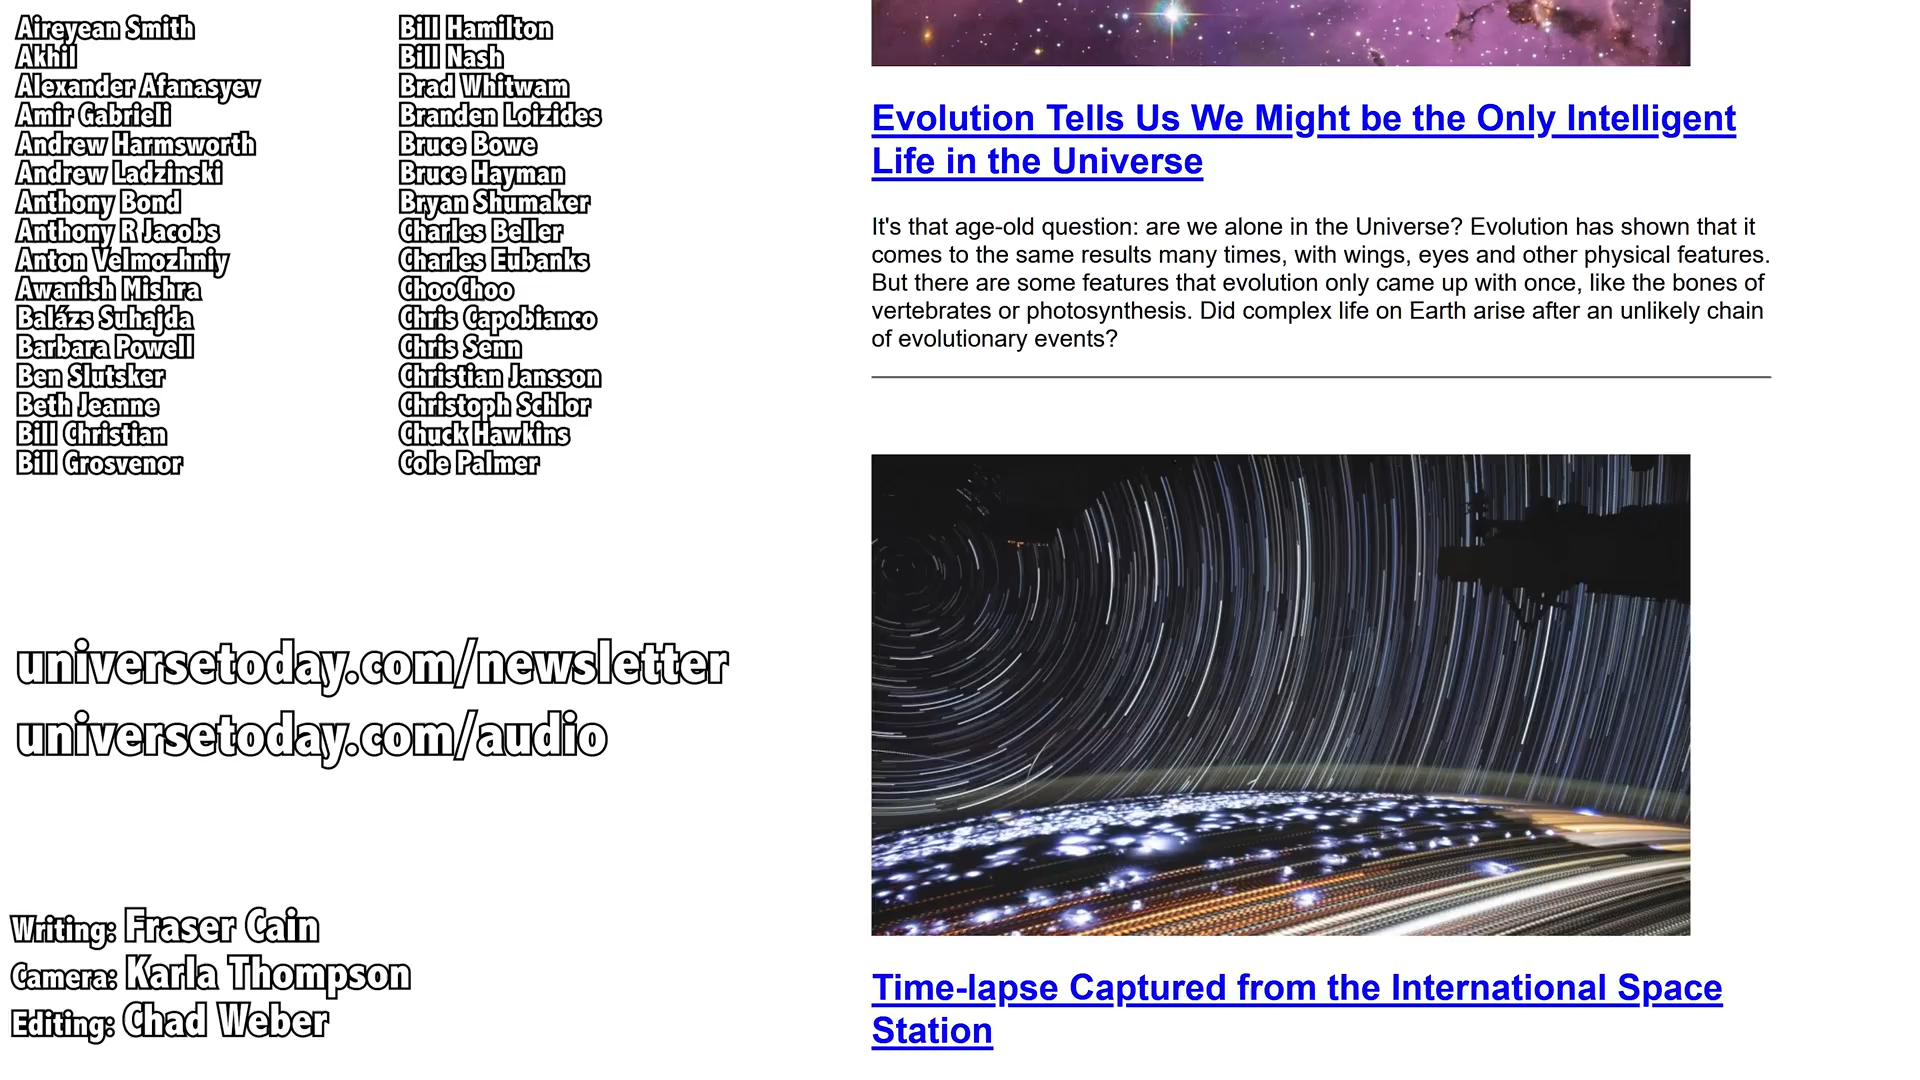 Aireyean Smith
Akhil
Alexander Afanasyev
Amir Gabrieli
Andrew Harmsworth
Andrew Ladzinski
Anthony Bond
Anthony R Jacobs
Anton Velmozhniy
Awanish Mishra
Balázs Suhajda
Barbara Powell
Ben Slutsker
Beth Jeanne
Bill Christian
Bill Grosvenor
Bill Hamilton
Bill Nash
Brad Whitwam
Branden Loizides
Bruce Bowe
Bruce Hayman
Bryan Shumaker
Charles Beller
Charles Eubanks
ChooChoo
Chris Capobianco
Chris Senn
Christian Jansson
Christoph Schlor
Chuck Hawkins
Cole Palmer
universetoday.com/newsletter
universetoday.com/audio
Writing: Fraser Cain
Camera: Karla Thompson
Editing: Chad Weber
Evolution Tells Us We Might be the Only Intelligent
Life in the Universe
It's that age-old question: are we alone in the Universe? Evolution has shown that it
comes to the same results many times, with wings, eyes and other physical features.
But there are some features that evolution only came up with once, like the bones of
vertebrates or photosynthesis. Did complex life on Earth arise after an unlikely chain
of evolutionary events?
Time-lapse Captured from the International Space
Station